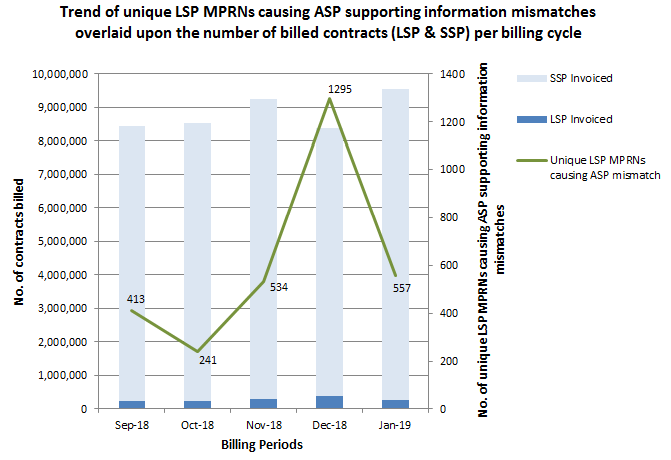 Trend of unique LSP MPRNs causing ASP supporting information mismatches
overlaid upon the number of billed contracts (LSP & SSP) per billing cycle
No. of contracts billed
10,000,000
9,000,000
8,000,000
7,000,000
6,000,000
5,000,000
4,000,000
3,000,000
2,000,000
1,000,000
0
413
241
534
1295
557
1400
1200
1000
800
600
400
200
0
No. of unique LSP MPRNs causing ASP supporting information
mismatches
Sep-18
Oct-18
Nov-18
Dec-18
Jan-19
Billing Periods
SSP Invoiced
LSP Invoiced
Unique LSP MPRNs
causing ASP mismatch